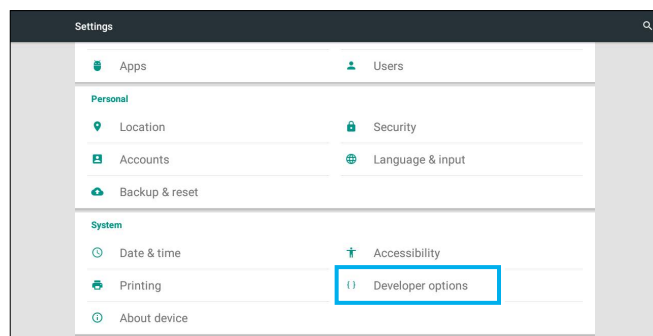 Settings
Apps
Users
Personal
Location
Security
Accounts
Language & input
Backup & reset
System
Date & time
Accessibility
Printing
{ } Developer options
About device